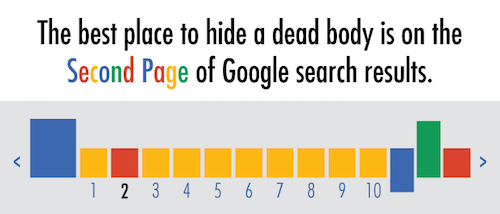 The best place to hide a dead body is on the
Second Page of Google search results.
< 1 2 3 4 5 6 7 8 9 10 >